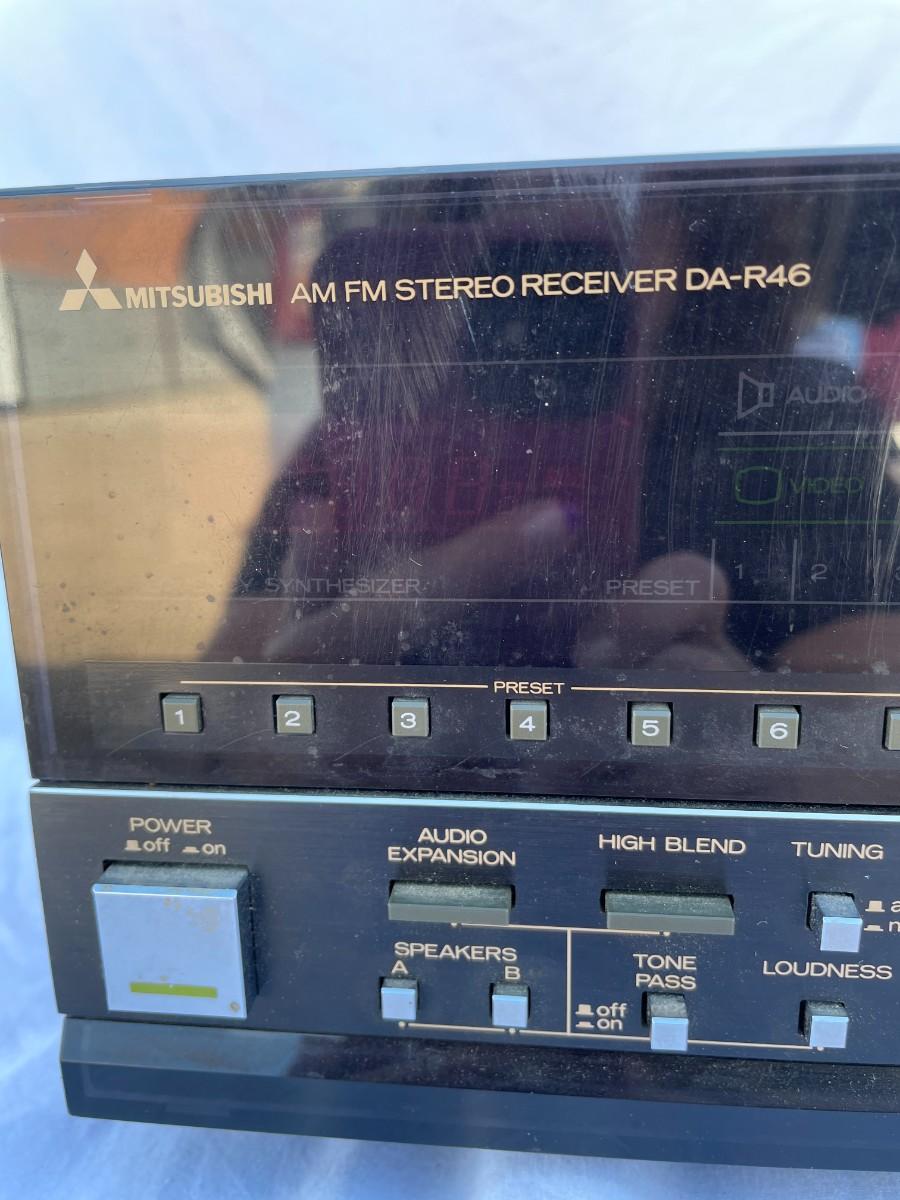 MITSUBISHI AM FM STEREO RECEIVER DA-R46
AUDIO
VIDEO
SYNTHESIZER
PRESET 1 2
PRESET
1 2 3 4 5 6
POWER
off on
AUDIO
EXPANSION
HIGH BLEND
TUNING
SPEAKERS
A B
off
on
TONE
PASS
LOUDNESS